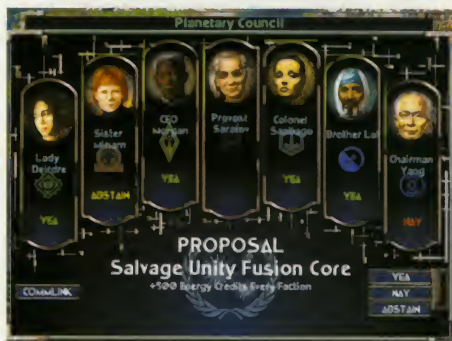 Planetary Council
Lady
Deirdre
YEA
Sister
Miriam
ABSTAIN
CEO
Morgan
YEA
Provost
Colonel
Santiago
YEA
Brother Lal
YEA
Chairman
Yang
NAY
PROPOSAL
Salvage Unity Fusion Core
+500 Energy Credits Every Faction
COMMLINK
YEA
NAY
ABSTAIN